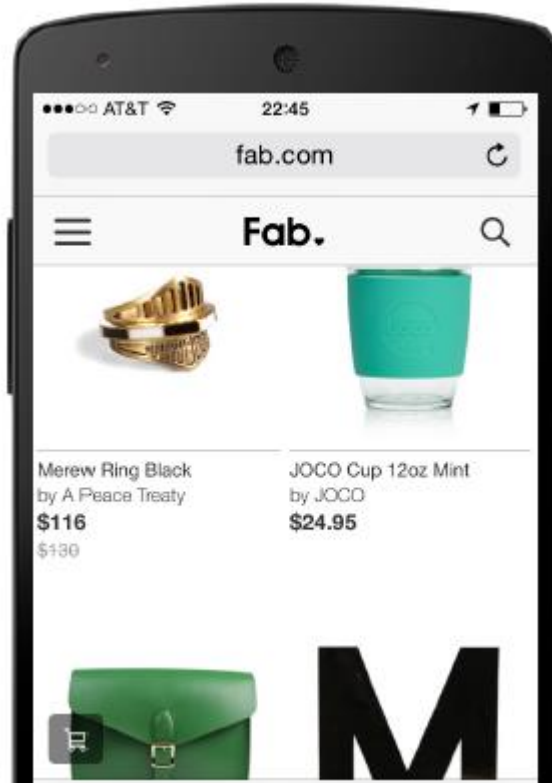 AT&T 22:45
fab.com
Fab.
Merew Ring Black
by A Peace Treaty
$116
$130
JOCO Cup 12oz Mint
by JOCO
$24.95
M